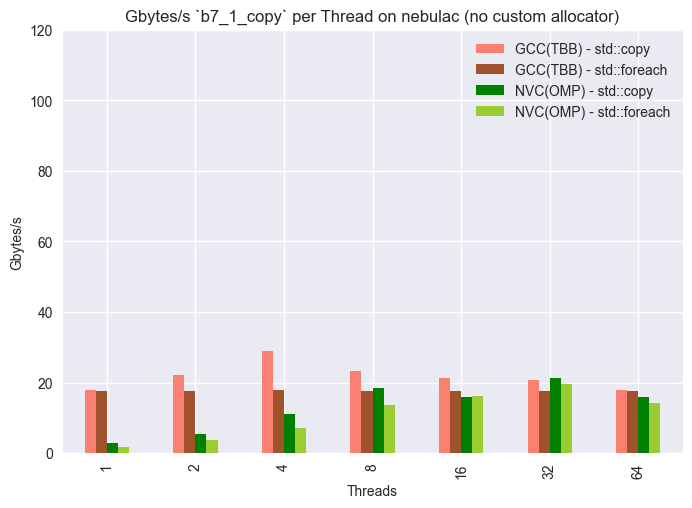 Gbytes/s `b7_1_copy` per Thread on nebulac (no custom allocator)
GCC(TBB) - std::copy
GCC(TBB) - std::foreach
NVC(OMP) - std::copy
NVC(OMP) - std::foreach
Gbytes/s
120
100
80
60
40
20
0
1
2
4
8
16
32
64
Threads